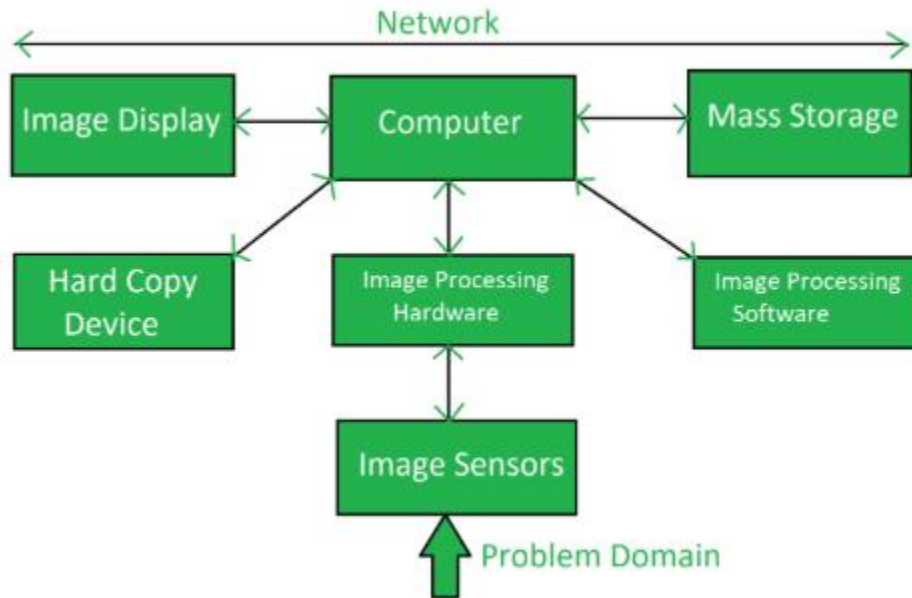 Network
Image Display
Computer
Mass Storage
Hard Copy
Device
Image Processing
Hardware
Image Processing
Software
Image Sensors
Problem Domain